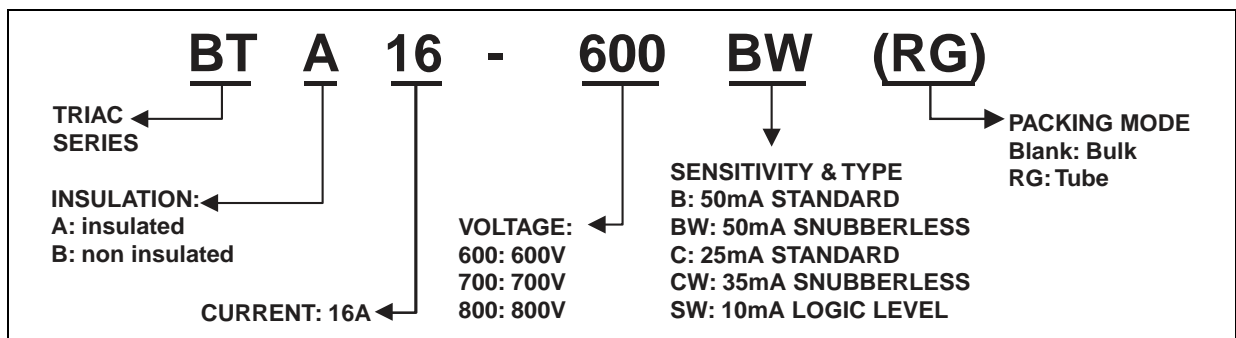 BT A 16 - 600 BW (RG)
TRIAC
SERIES
INSULATION:
A: insulated
B: non insulated
CURRENT: 16A
VOLTAGE:
600: 600V
700: 700V
800: 800V
SENSITIVITY & TYPE
B: 50mA STANDARD
BW: 50mA SNUBBERLESS
C: 25mA STANDARD
CW: 35mA SNUBBERLESS
SW: 10mA LOGIC LEVEL
PACKING MODE
Blank: Bulk
RG: Tube